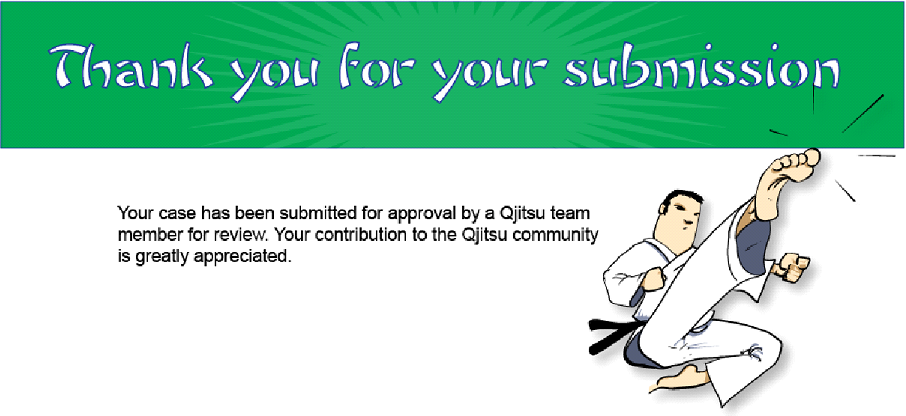 Thank you for your submission
Your case has been submitted for approval by a Qjitsu team
member for review. Your contribution to the Qjitsu community
is greatly appreciated.